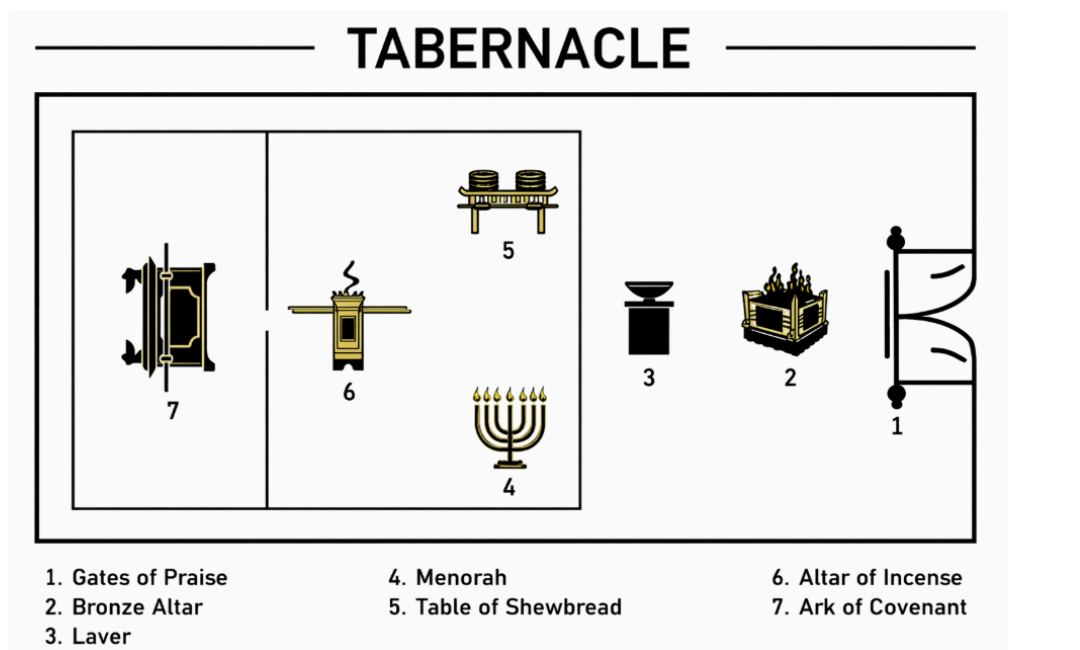 TABERNACLE
5
7
6
4
3
2
1
1. Gates of Praise
2. Bronze Altar
3. Laver
4. Menorah
5. Table of Shewbread
6. Altar of Incense
7. Ark of Covenant